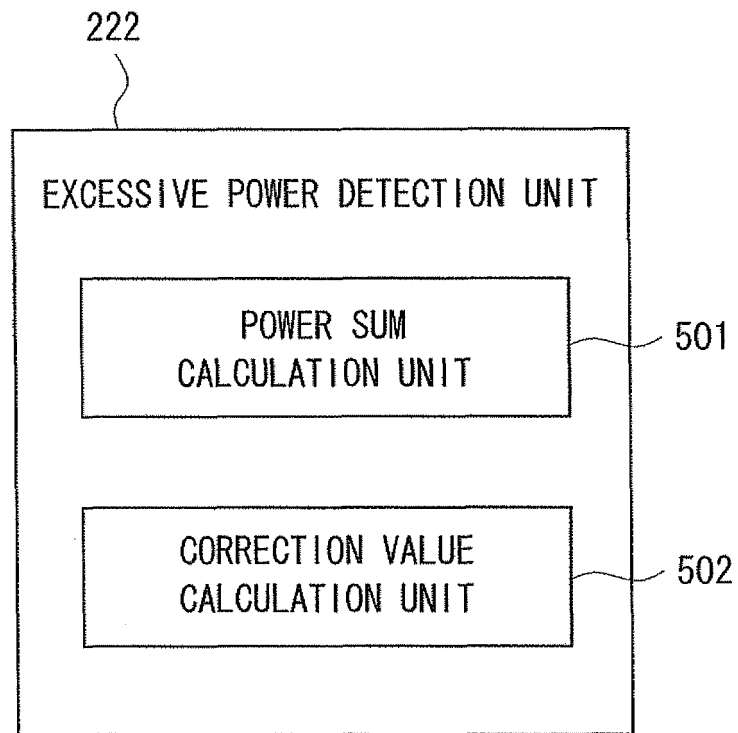 222
EXCESSIVE POWER DETECTION UNIT
POWER SUM
CALCULATION UNIT
501
CORRECTION VALUE
CALCULATION UNIT
502